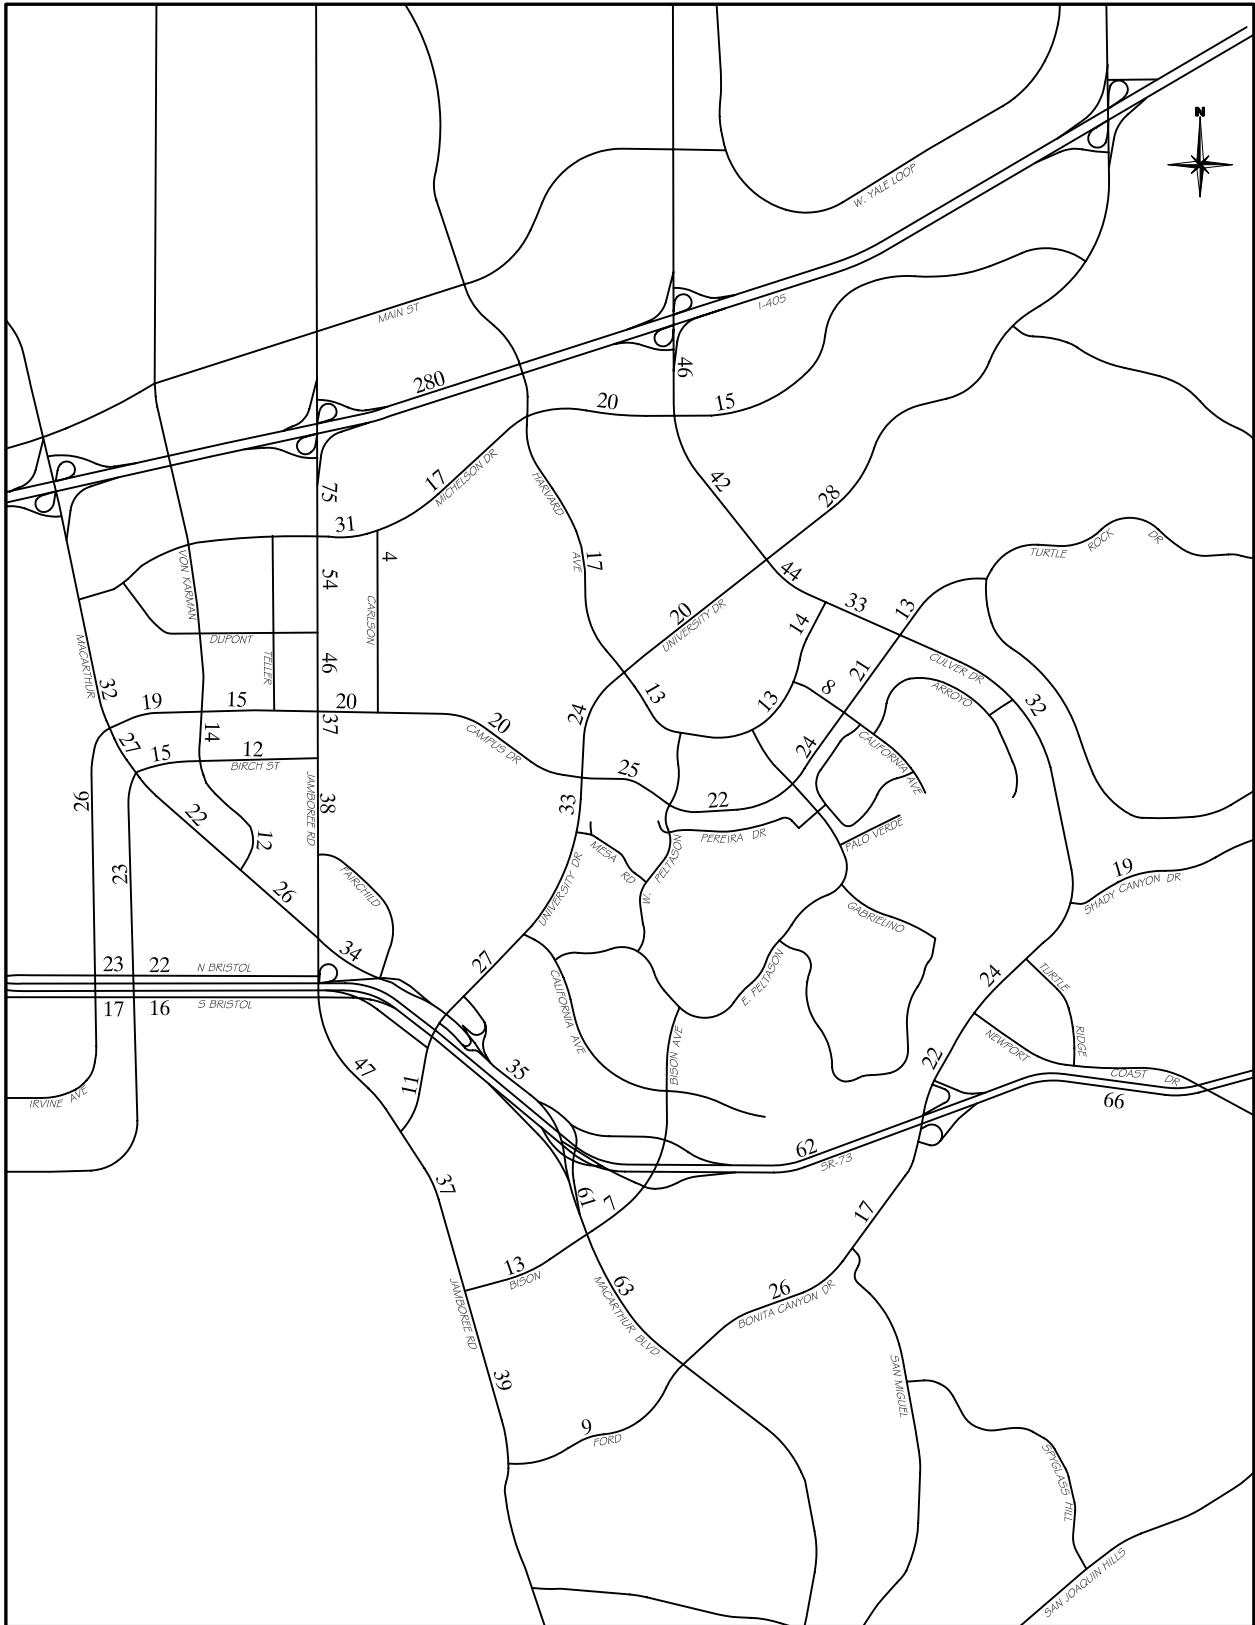 N
W. YALE LOOP
I-405
MAIN ST
280
46
20
15
17
MICHELSON DR
42
28
HARVARD
AVE
17
75
31
4
54
VON KARMAN
CARLSON
TURTLE
ROCK
DR
44
33
13
14
20
UNIVERSITY DR
DUPONT
TELLER
MACARTHUR
46
32
CULVER DR
21
8
ARROYO
13
13
32
19
15
20
37
24
20
CAMPUS DR
27
14
15
12
BIRCH ST
24
CALIFORNIA AVE
25
22
26
22
JAMBOREE RD
38
33
12
23
PEREIRA DR
PALO VERDE
MESA
RD
W. PELTASON
26
FAIRCHILD
UNIVERSITY DR
19
SHADY CANYON DR
GABRIELINO
34
27
23
22
N BRISTOL
17
16
S BRISTOL
CALIFORNIA AVE
E. PELTASON
24
TURTLE
RIDGE
NEWPORT
COAST
DR
22
66
BISON AVE
47
11
35
IRVINE AVE
62
SR-73
37
61
7
17
13
BISON
63
MACARTHUR BLVD
26
BONITA CANYON DR
JAMBOREE RD
39
SAN MIGUEL
9
FORD
SPYGLASS HILL
SAN JOAQUIN HILLS